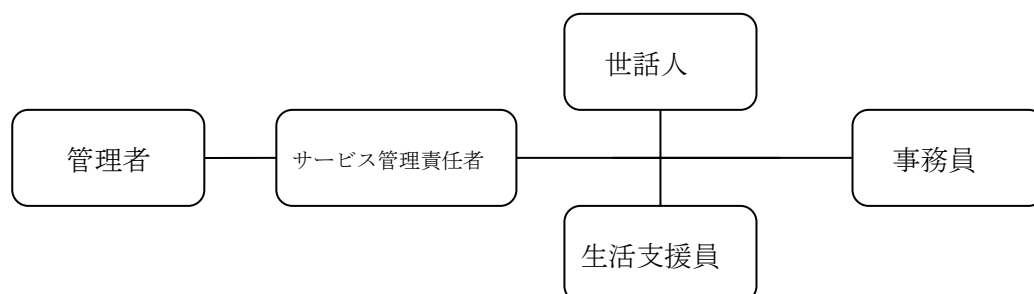 世話人
管理者
サービス管理責任者
事務員
生活支援員